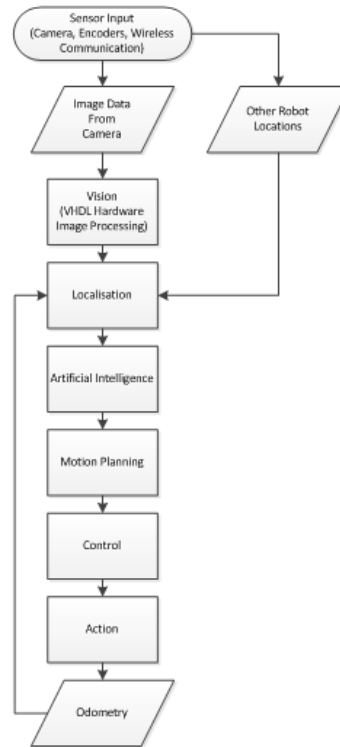 Sensor Input
(Camera, Encoders, Wireless
Communication)
Image Data
From
Camera
Other Robot
Locations
Vision
(VHDL Hardware
Image Processing)
Localisation
Artificial Intelligence
Motion Planning
Control
Action
Odometry